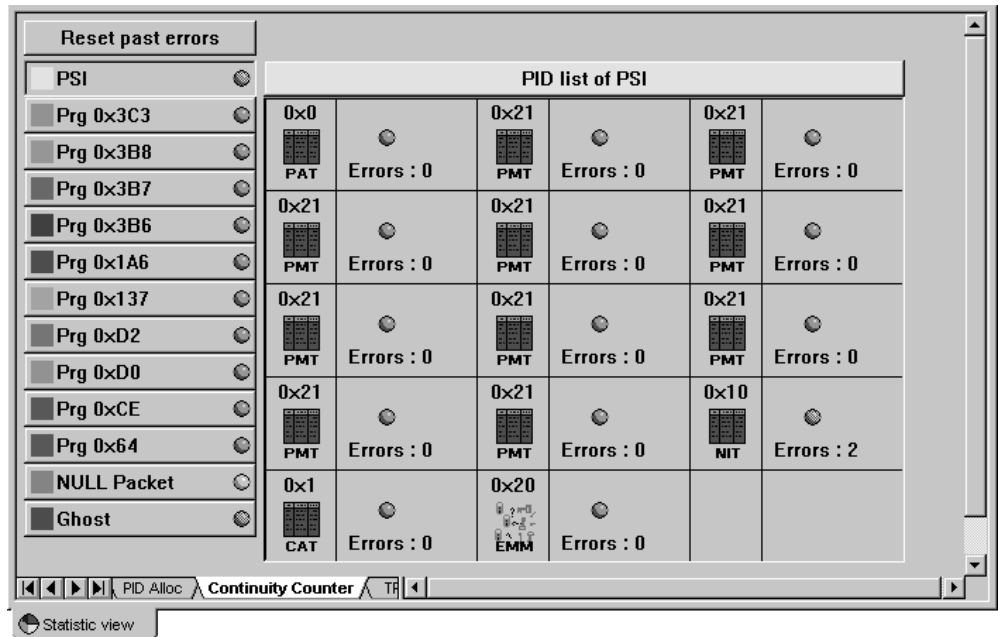 Reset past errors
PSI
PID list of PSI
Prg 0x3C3
Prg 0x3B8
Prg 0x3B7
Prg 0x3B6
Prg 0x1A6
Prg 0x137
Prg 0xD2
Prg 0xD0
Prg 0xCE
Prg 0x64
NULL Packet
Ghost
0x0 0x21 0x21
PAT Errors : 0 PMT Errors : 0 PMT Errors : 0
0x21 0x21 0x21
PMT Errors : 0 PMT Errors : 0 PMT Errors : 0
0x21 0x21 0x21
PMT Errors : 0 PMT Errors : 0 PMT Errors : 0
0x21 0x21 0x10
PMT Errors : 0 PMT Errors : 0 NIT Errors : 2
0x1 0x20
CAT Errors : 0 EMM Errors : 0
PID Alloc Continuity Counter
Statistic view